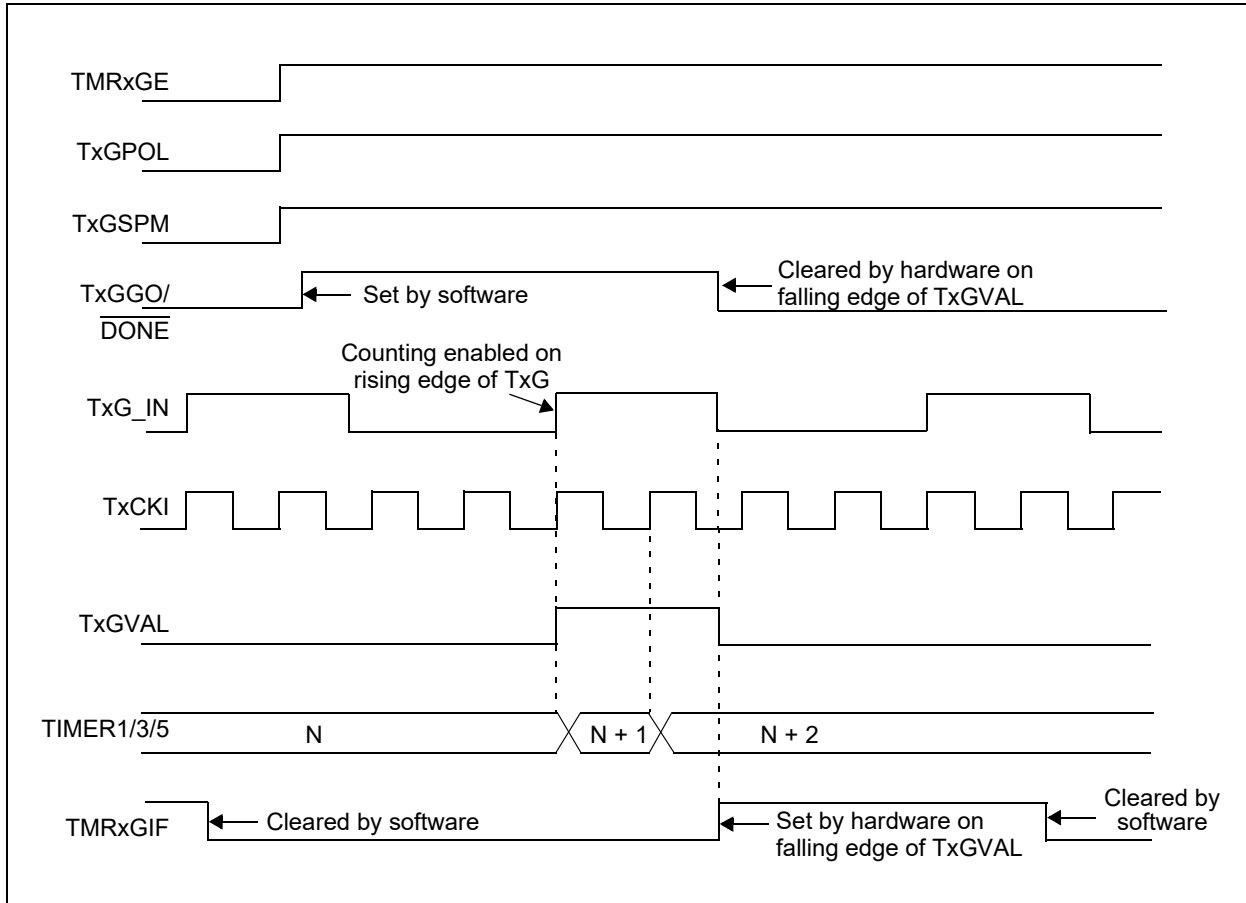 TMRxGE
TxGPOL
TxGSPM
TxGGO/
DONE
Set by software
Cleared by hardware on
falling edge of TxGVAL
Counting enabled on
rising edge of TxG
TxG_IN
TxCKI
TxGVAL
TIMER1/3/5
N
N + 1
N + 2
TMRxGIF
Cleared by software
Set by hardware on
falling edge of TxGVAL
Cleared by
software